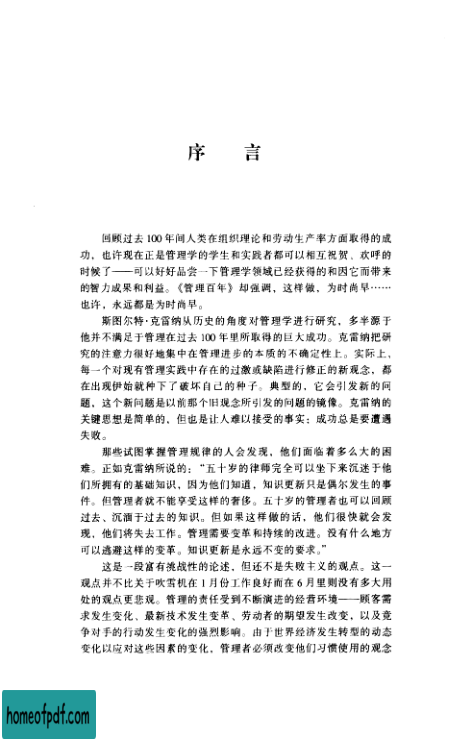 序 言
回顾过去 100 年间人类在组织理论和劳动生产率方面取得的成
功，也许现在正是管理学的学生和实践者都可以相互祝贺、欢呼的
时候了——可以好好品尝一下管理学领域已经获得的和因它而带来
的智力成果和利益。《管理百年》却强调，这样做，为时尚早……
也许，永远都是为时尚早。
斯图尔特·克雷纳从历史的角度对管理学进行研究，多半源于
他并不满足于管理在过去 100 年里所取得的巨大成功。克雷纳把研
究的注意力很好地集中在管理进步的本质的不确定性上。实际上，
每一个对现有管理实践中存在的过激或缺陷进行修正的新观念，都
在出现伊始就种下了破坏自己的种子。典型的，它会引发新的问
题，这个新问题是以前那个旧观念所引发的问题的镜像。克雷纳的
关键思想是简单的，但也是让人难以接受的事实：成功总是要遭遇
失败。
那些试图掌握管理规律的人会发现，他们面临着多么大的困
难。正如克雷纳所说的：“五十岁的律师完全可以坐下来沉迷于他
们所拥有的基础知识，因为他们知道，知识更新只是偶尔发生的事
件。但管理者就不能享受这样的奢侈。五十岁的管理者也可以回顾
过去、沉湎于过去的知识。但如果这样做的话，他们很快就会发
现，他们将失去工作。管理需要变革和持续的改进。没有什么地方
可以逃避这样的变革。知识更新是永远不变的要求。”
这是一段富有挑战性的论述，但还不是失败主义的观点。这一
观点并不比关于吹雪机在 1 月份工作良好而在 6 月里则没有多大用
处的观点更悲观。管理的责任受到不断演进的经营环境——顾客需
求发生变化、最新技术发生变革、劳动者的期望发生改变，以及竞
争对手的行动发生变化的强烈影响。由于世界经济发生转型的动态
变化以应对这些因素的变化，管理者必须改变他们习惯使用的观念
homeofpdf.com